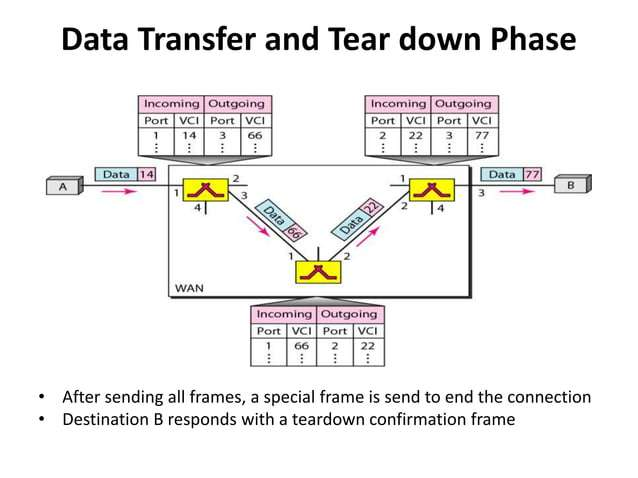 Data Transfer and Tear down Phase
Incoming Outgoing
Port VCI Port VCI
1 14 3 66
Incoming Outgoing
Port VCI Port VCI
2 22 3 77
A
Data 14
1
2
3
4
Data 66
1
2
Data 22
1
2
3
4
Data 77
B
WAN
Incoming Outgoing
Port VCI Port VCI
1 66 2 22
• After sending all frames, a special frame is send to end the connection
• Destination B responds with a teardown confirmation frame